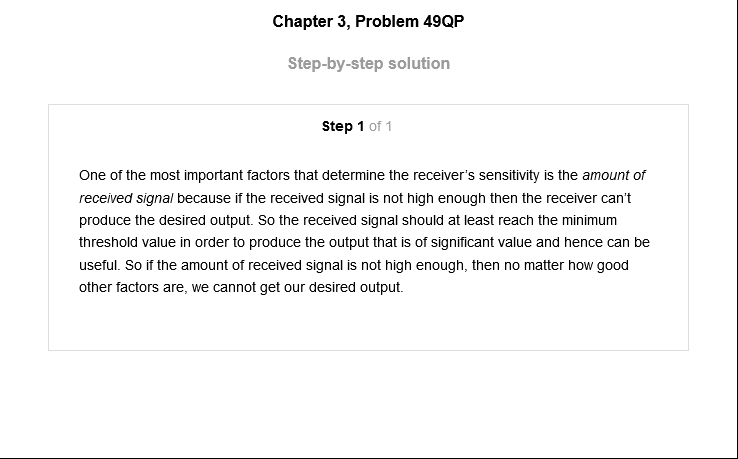 Chapter 3, Problem 49QP
Step-by-step solution
Step 1 of 1
One of the most important factors that determine the receiver's sensitivity is the amount of
received signal because if the received signal is not high enough then the receiver can't
produce the desired output. So the received signal should at least reach the minimum
threshold value in order to produce the output that is of significant value and hence can be
useful. So if the amount of received signal is not high enough, then no matter how good
other factors are, we cannot get our desired output.